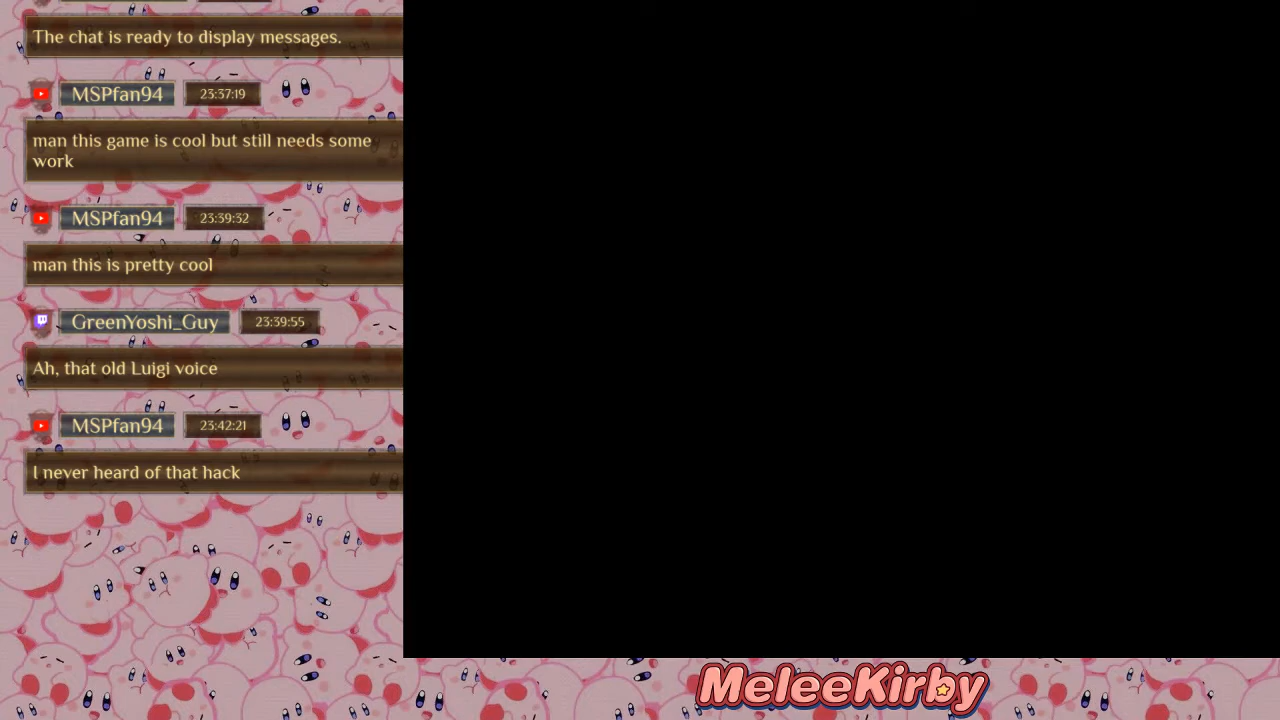 The chat is ready to display messages.
MSPfan94 23:37:19
man this game is cool but still needs some
work
MSPfan94 23:39:32
man this is pretty cool
GreenYoshi_Guy 23:39:55
Ah, that old Luigi voice
MSPfan94 23:42:21
I never heard of that hack
MeleeKirby